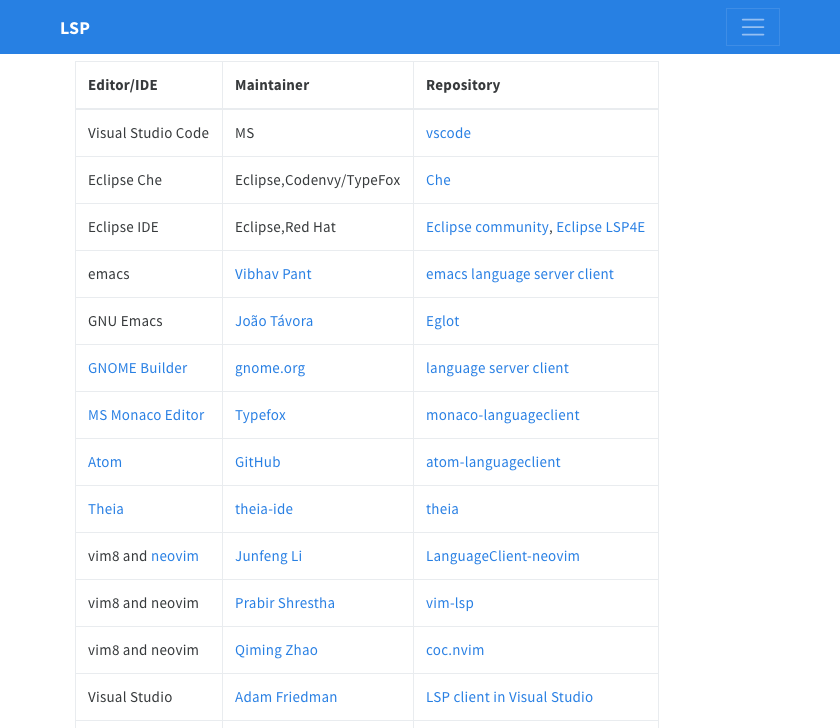 LSP
Editor/IDE Maintainer Repository
Visual Studio Code MS vscode
Eclipse Che Eclipse,Codenvy/TypeFox Che
Eclipse IDE Eclipse,Red Hat Eclipse community, Eclipse LSP4E
emacs Vibhav Pant emacs language server client
GNU Emacs João Távora Eglot
GNOME Builder gnome.org language server client
MS Monaco Editor Typefox monaco-languageclient
Atom GitHub atom-languageclient
Theia theia-ide theia
vim8 and neovim Junfeng Li LanguageClient-neovim
vim8 and neovim Prabir Shrestha vim-lsp
vim8 and neovim Qiming Zhao coc.nvim
Visual Studio Adam Friedman LSP client in Visual Studio